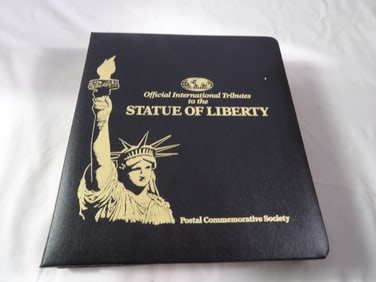 Official International Tributes
to the
STATUE OF LIBERTY
Postal Commemorative Society